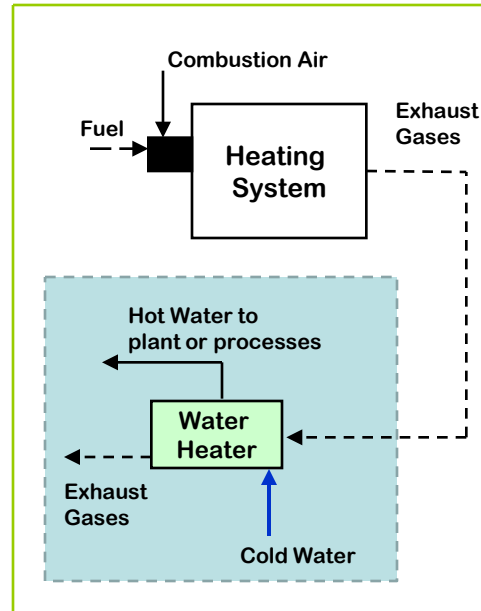 Combustion Air
Fuel
Exhaust
Gases
Heating
System
Hot Water to
plant or processes
Water
Heater
Exhaust
Gases
Cold Water